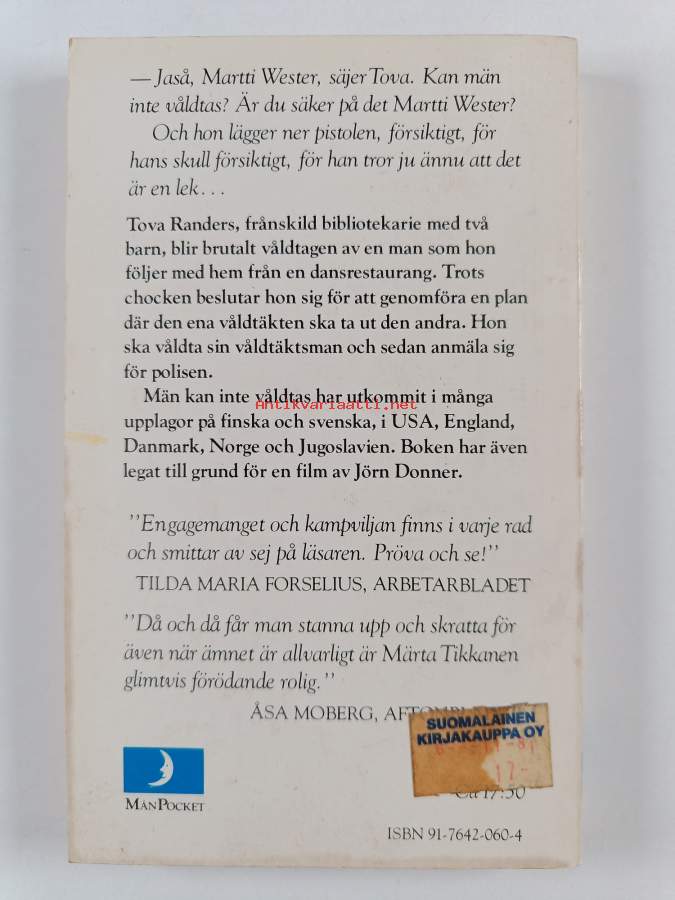 — Jaså, Martti Wester, säjer Tova. Kan män
inte våldtas? Är du säker på det Martti Wester?
Och hon lägger ner pistolen, försiktigt, för
hans skull försiktigt, för han tror ju ännu att det
är en lek...
Tova Randers, frånskild bibliotekarie med två
barn, blir brutalt våldtagen av en man som hon
följer med hem från en dansrestaurang. Trots
chocken beslutar hon sig för att genomföra en plan
där den ena våldtäkten ska ta ut den andra. Hon
ska våldta sin våldtäktsman och sedan anmäla sig
för polisen.
Män kan inte våldtas har utkommit i många
Antikvariaatti.net
upplagor på finska och svenska, i USA, England,
Danmark, Norge och Jugoslavien. Boken har även
legat till grund för en film av Jörn Donner.
"Engagemanget och kampviljan finns i varje rad
och smittar av sej på läsaren. Pröva och se!"
TILDA MARIA FORSELIUS, ARBETARBLADET
"Då och då får man stanna upp och skratta för
även när ämnet är allvarligt är Märta Tikkanen
glimtvis förödande rolig."
ÅSA MOBERG,
SUOMALAINEN
KIRJAKAUPPA OY
17-
Ca 17:50
MånPocket
ISBN 91-7642-060-4